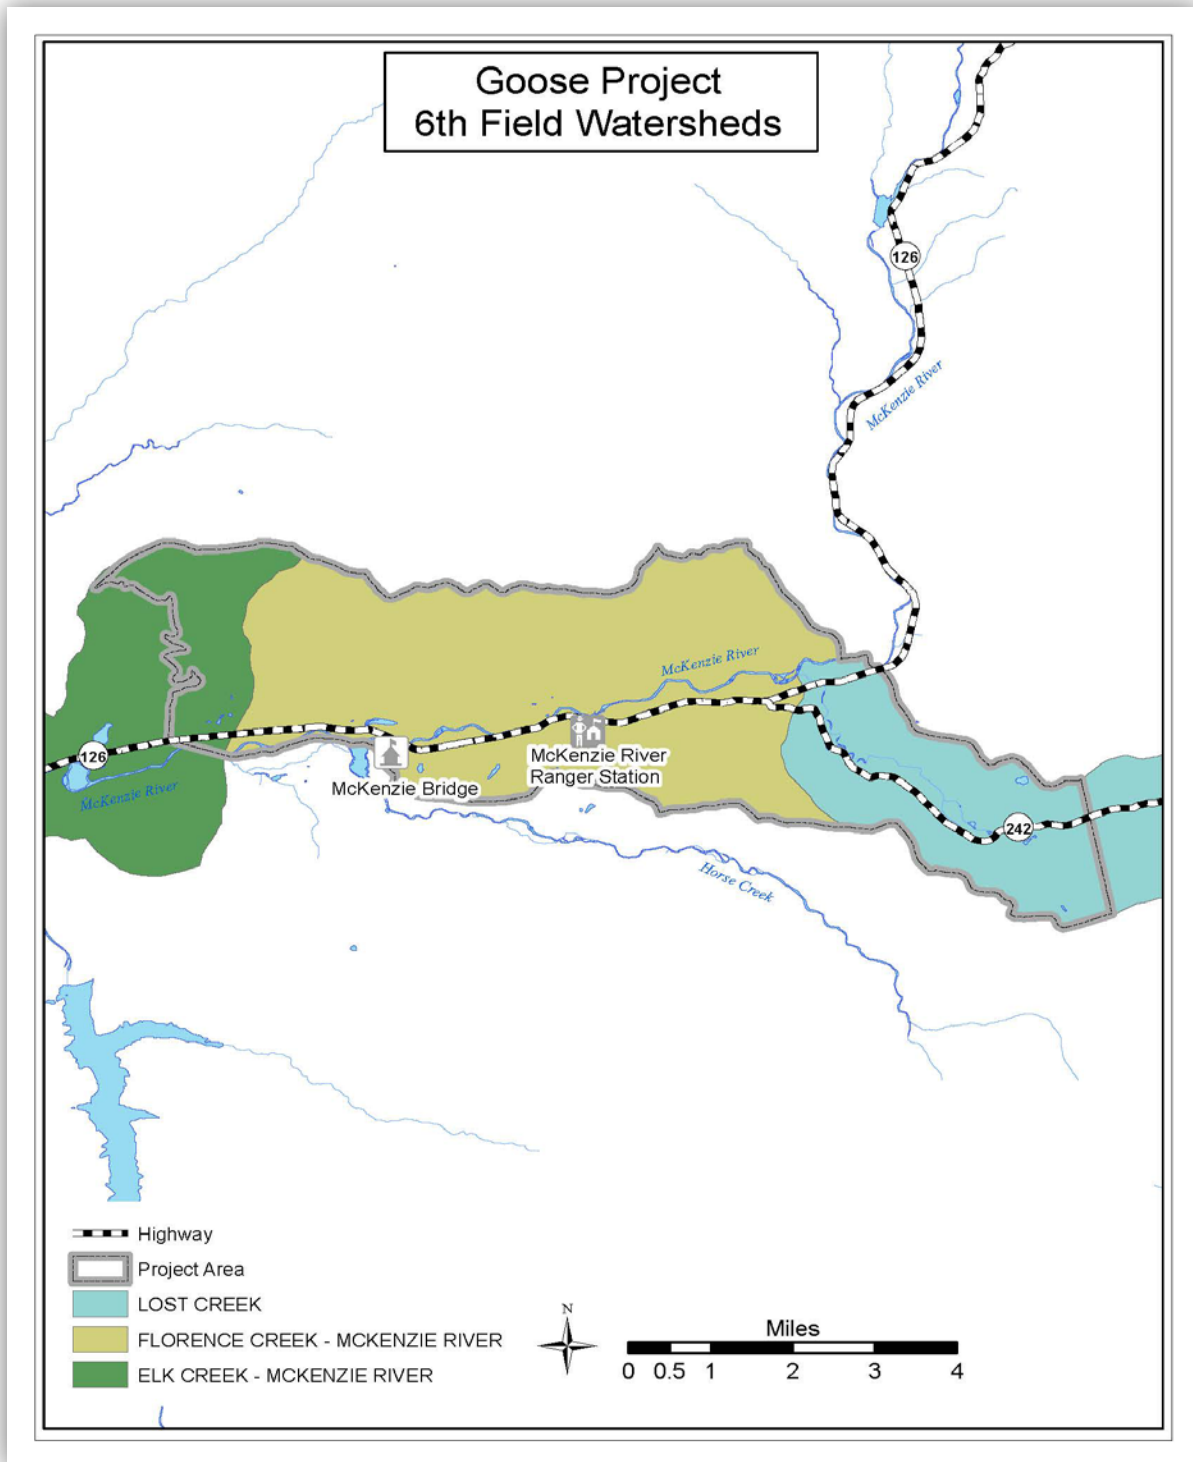 Goose Project
6th Field Watersheds
126
McKenzie River
McKenzie River
126
McKenzie River
McKenzie River
Ranger Station
McKenzie Bridge
242
Horse Creek
Highway
Project Area
LOST CREEK
FLORENCE CREEK - MCKENZIE RIVER
ELK CREEK - MCKENZIE RIVER
N
Miles
0 0.5 1 2 3 4